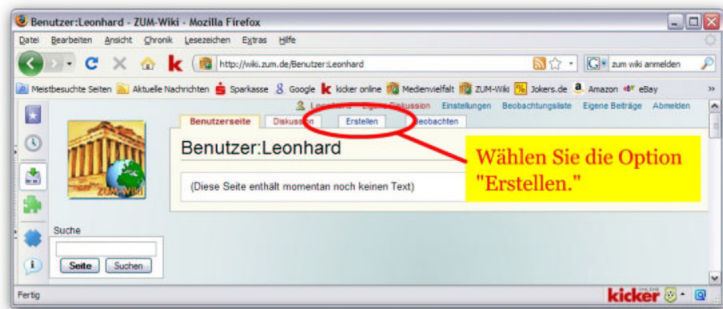 Benutzer:Leonhard - ZUM-Wiki - Mozilla Firefox
Datei Bearbeiten Ansicht Chronik Lesezeichen Extras Hilfe
http://wiki.zum.de/Benutzer:Leonhard zum wiki anmelden
Meistbesuchte Seiten Aktuelle Nachrichten Sparkasse Google kicker online Medienvielfalt ZUM-Wiki Jokers.de Amazon eBay
Leonhard Eigene Diskussion Einstellungen Beobachtungsliste Eigene Beiträge Abmelden
Benutzerseite Diskussion Erstellen Beobachten
Benutzer:Leonhard
Wählen Sie die Option
"Erstellen."
(Diese Seite enthält momentan noch keinen Text)
ZUM-WIKI
Suche
Seite Suchen
Fertig
kicker